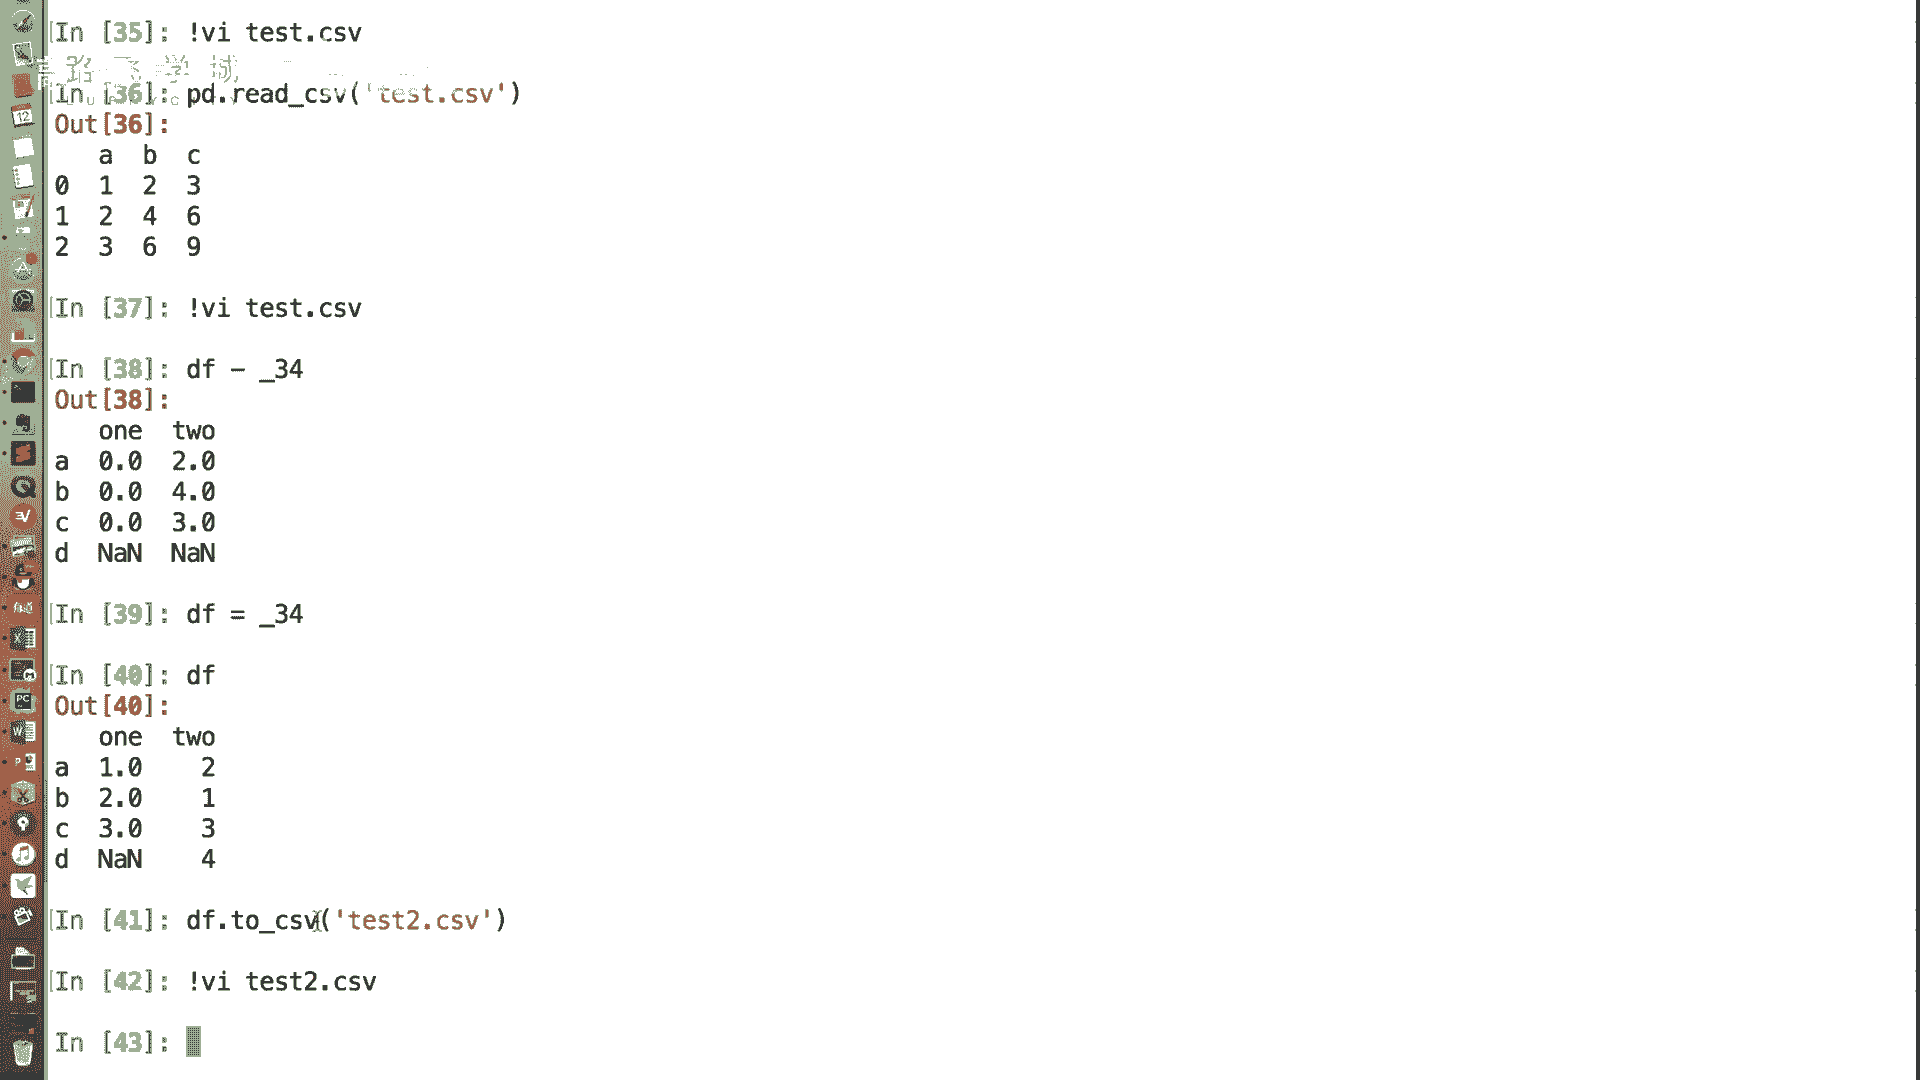 In [35]: !vi test.csv
路飞学城
In [36]: pd.read_csv('test.csv')
Out[36]:
a b c
0 1 2 3
1 2 4 6
2 3 6 9
In [37]: !vi test.csv
In [38]: df - _34
Out[38]:
one two
a 0.0 2.0
b 0.0 4.0
c 0.0 3.0
d NaN NaN
In [39]: df = _34
In [40]: df
Out[40]:
one two
a 1.0 2
b 2.0 1
c 3.0 3
d NaN 4
In [41]: df.to_csv('test2.csv')
In [42]: !vi test2.csv
In [43]: